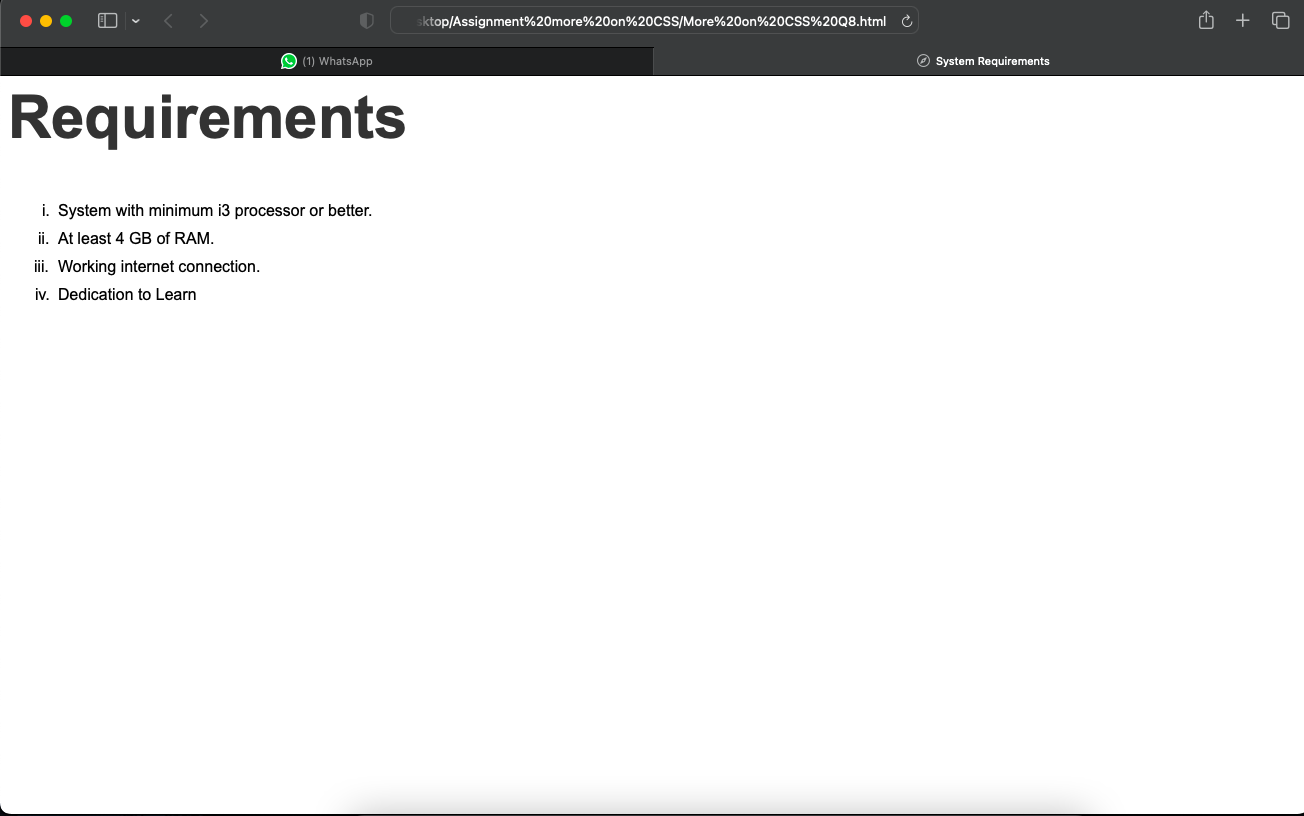 sktop/Assignment%20more%20on%20CSS/More%20on%20CSS%20Q8.html
(1) WhatsApp
System Requirements
Requirements
i. System with minimum i3 processor or better.
ii. At least 4 GB of RAM.
iii. Working internet connection.
iv. Dedication to Learn